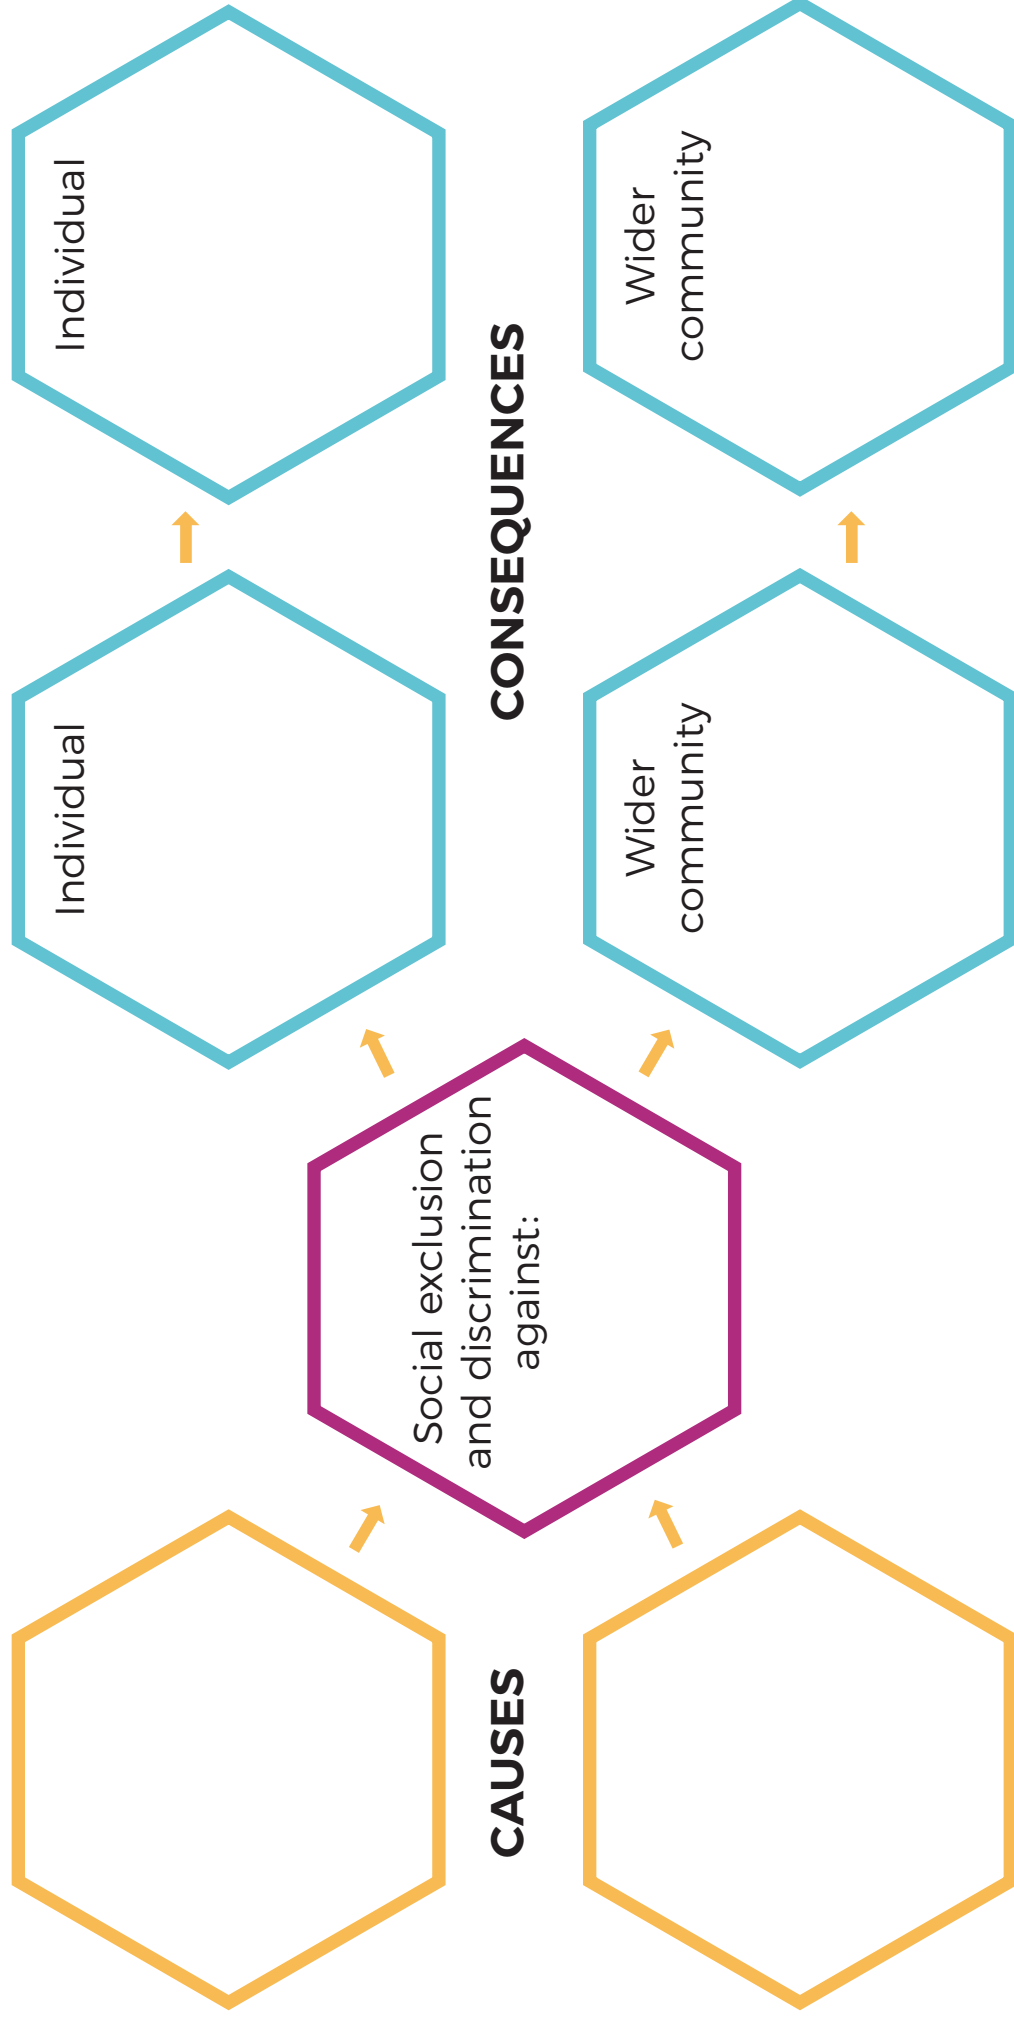 CAUSES
Social exclusion
and discrimination
against:
CONSEQUENCES
Individual
Individual
Wider
community
Wider
community